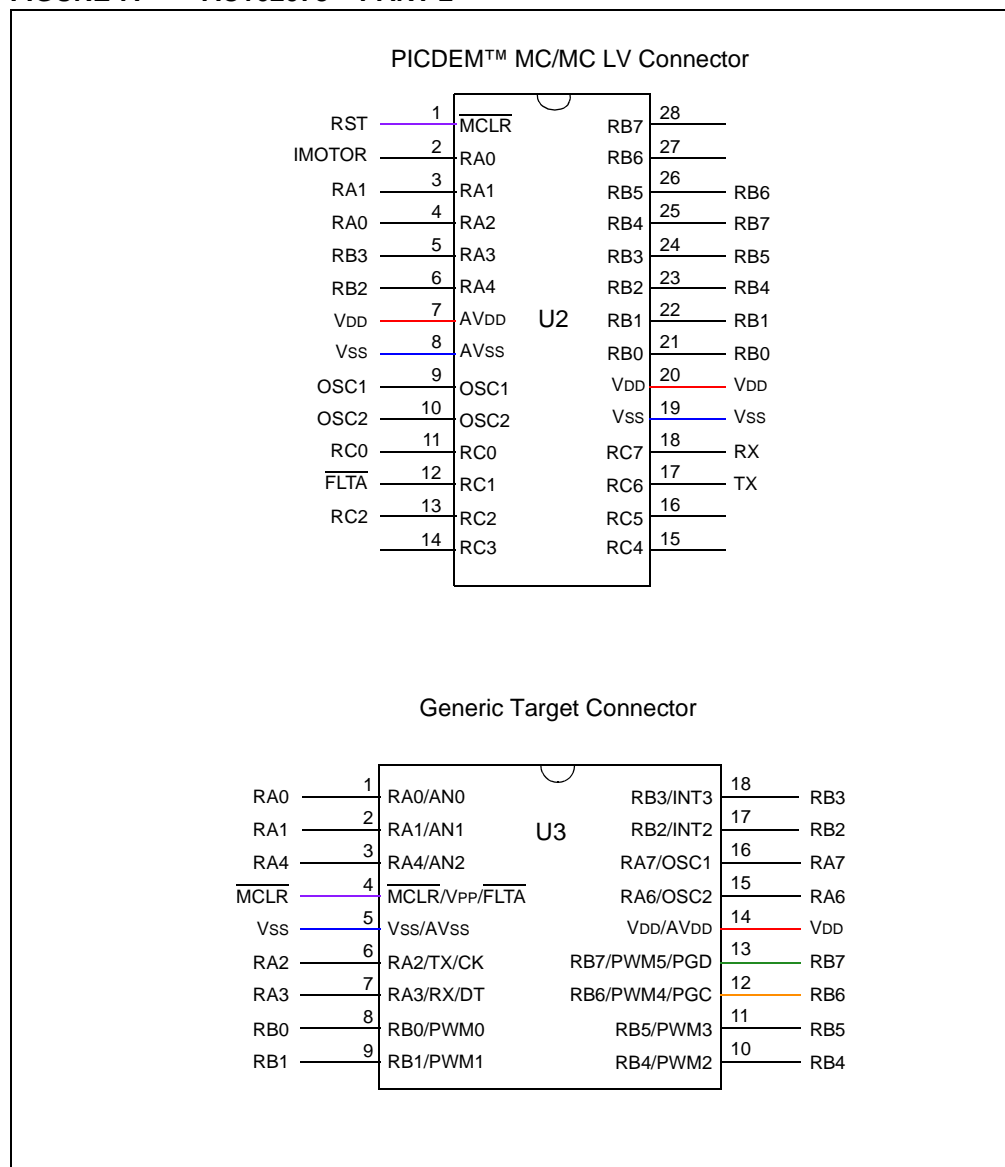 PICDEM™ MC/MC LV Connector
RST 1 MCLR RB7 28
IMOTOR 2 RA0 RB6 27
RA1 3 RA1 RB5 26 RB6
RA0 4 RA2 RB4 25 RB7
RB3 5 RA3 RB3 24 RB5
RB2 6 RA4 RB2 23 RB4
VDD 7 AVDD U2 RB1 22 RB1
VSS 8 AVSS RB0 21 RB0
OSC1 9 OSC1 VDD 20 VDD
OSC2 10 OSC2 VSS 19 VSS
RC0 11 RC0 RC7 18 RX
FLTA 12 RC1 RC6 17 TX
RC2 13 RC2 RC5 16
14 RC3 RC4 15
Generic Target Connector
RA0 1 RA0/AN0 RB3/INT3 18 RB3
RA1 2 RA1/AN1 U3 RB2/INT2 17 RB2
RA4 3 RA4/AN2 RA7/OSC1 16 RA7
MCLR 4 MCLR/VPP/FLTA RA6/OSC2 15 RA6
VSS 5 VSS/AVSS VDD/AVDD 14 VDD
RA2 6 RA2/TX/CK RB7/PWM5/PGD 13 RB7
RA3 7 RA3/RX/DT RB6/PWM4/PGC 12 RB6
RB0 8 RB0/PWM0 RB5/PWM3 11 RB5
RB1 9 RB1/PWM1 RB4/PWM2 10 RB4